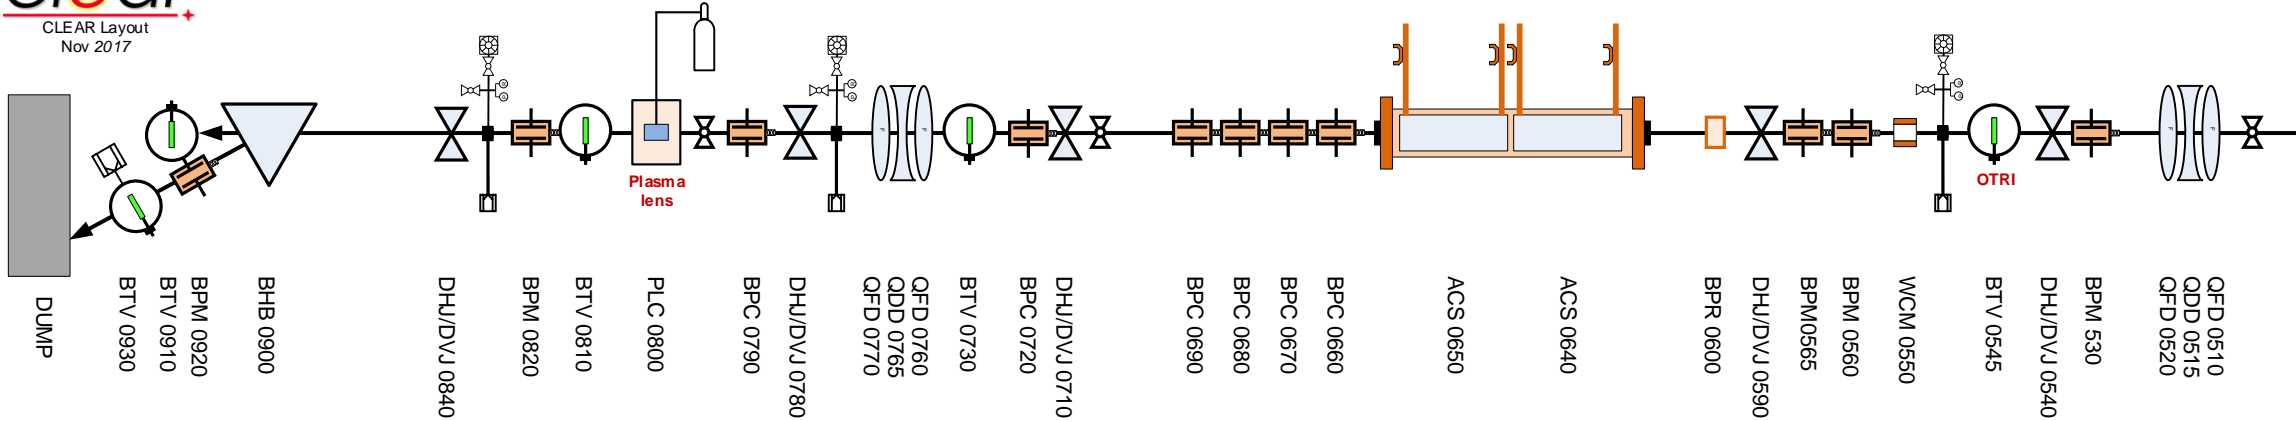 CLEAR Layout
Nov 2017
Plasma
lens
OTRI
DUMP
BTV 0930
BTV 0910
BPM 0920
BHB 0900
DHJ/DVJ 0840
BPM 0820
BTV 0810
PLC 0800
BPC 0790
DHJ/DVJ 0780
QFD 0770
QDD 0765
QFD 0760
BTV 0730
BPC 0720
DHJ/DVJ 0710
BPC 0690
BPC 0680
BPC 0670
BPC 0660
ACS 0650
ACS 0640
BPR 0600
DHJ/DVJ 0590
BPM0565
BPM 0560
WCM 0550
BTV 0545
DHJ/DVJ 0540
BPM 530
QFD 0520
QDD 0515
QFD 0510